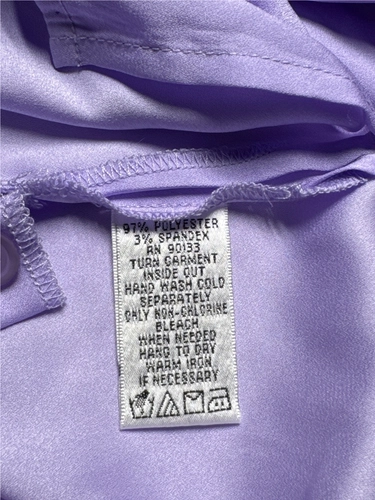 97% POLYESTER
3% SPANDEX
RN 90133
TURN GARMENT
INSIDE OUT
HAND WASH COLD
SEPARATELY
ONLY NON-CHLORINE
BLEACH
WHEN NEEDED
HANG TO DRY
WARM IRON
IF NECESSARY